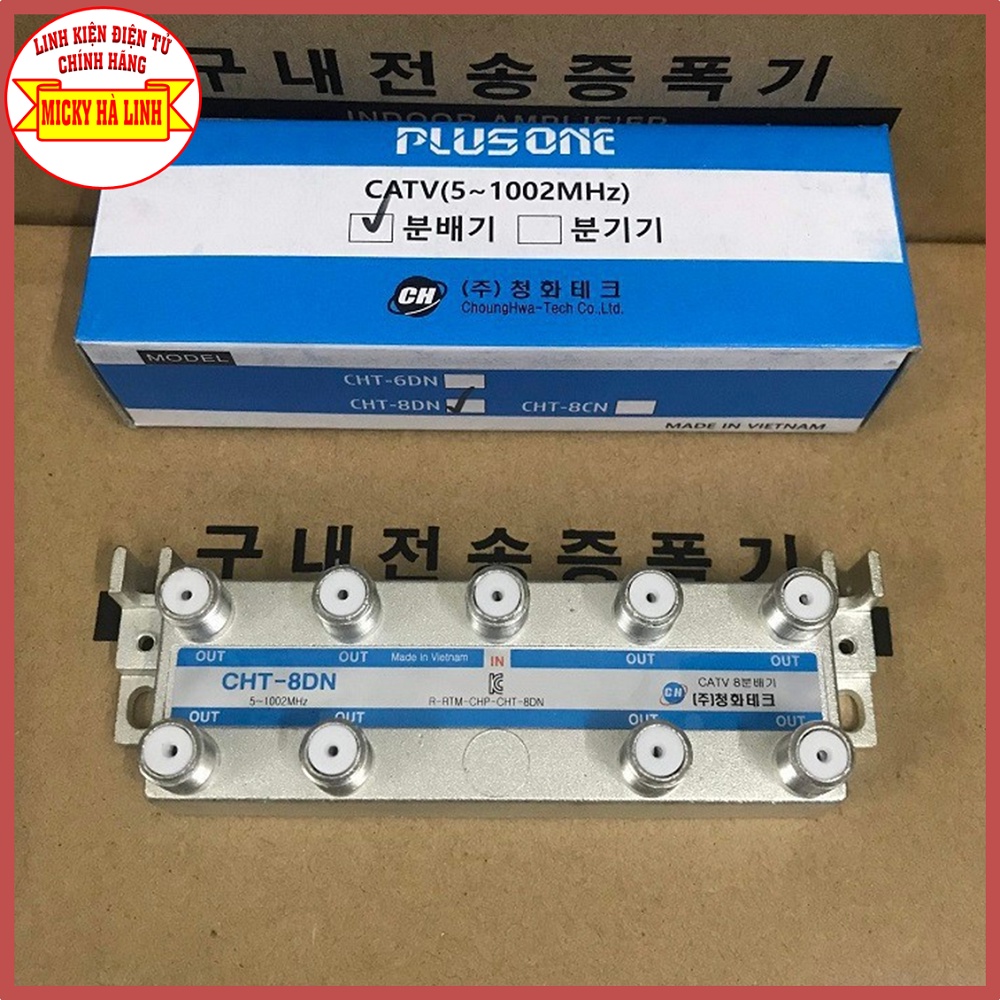 LINH KIỆN ĐIỆN TỬ
CHÍNH HÃNG
MICKY HÀ LINH
구내전송증폭기
INDOOR AMPLIFIER
PLUSONE
CATV(5~1002MHz)
분배기 분기기
CH (주)청화테크
ChoungHwa-Tech Co.,Ltd.
MODEL
CHT-6DN
CHT-8DN CHT-8CN
MADE IN VIETNAM
구내전송증폭기
OUT OUT Made in Vietnam IN OUT OUT
CHT-8DN
5~1002MHz
R-RTM-CHP-CHT-8DN
CATV 8분배기
CH (주)청화테크
OUT OUT OUT OUT